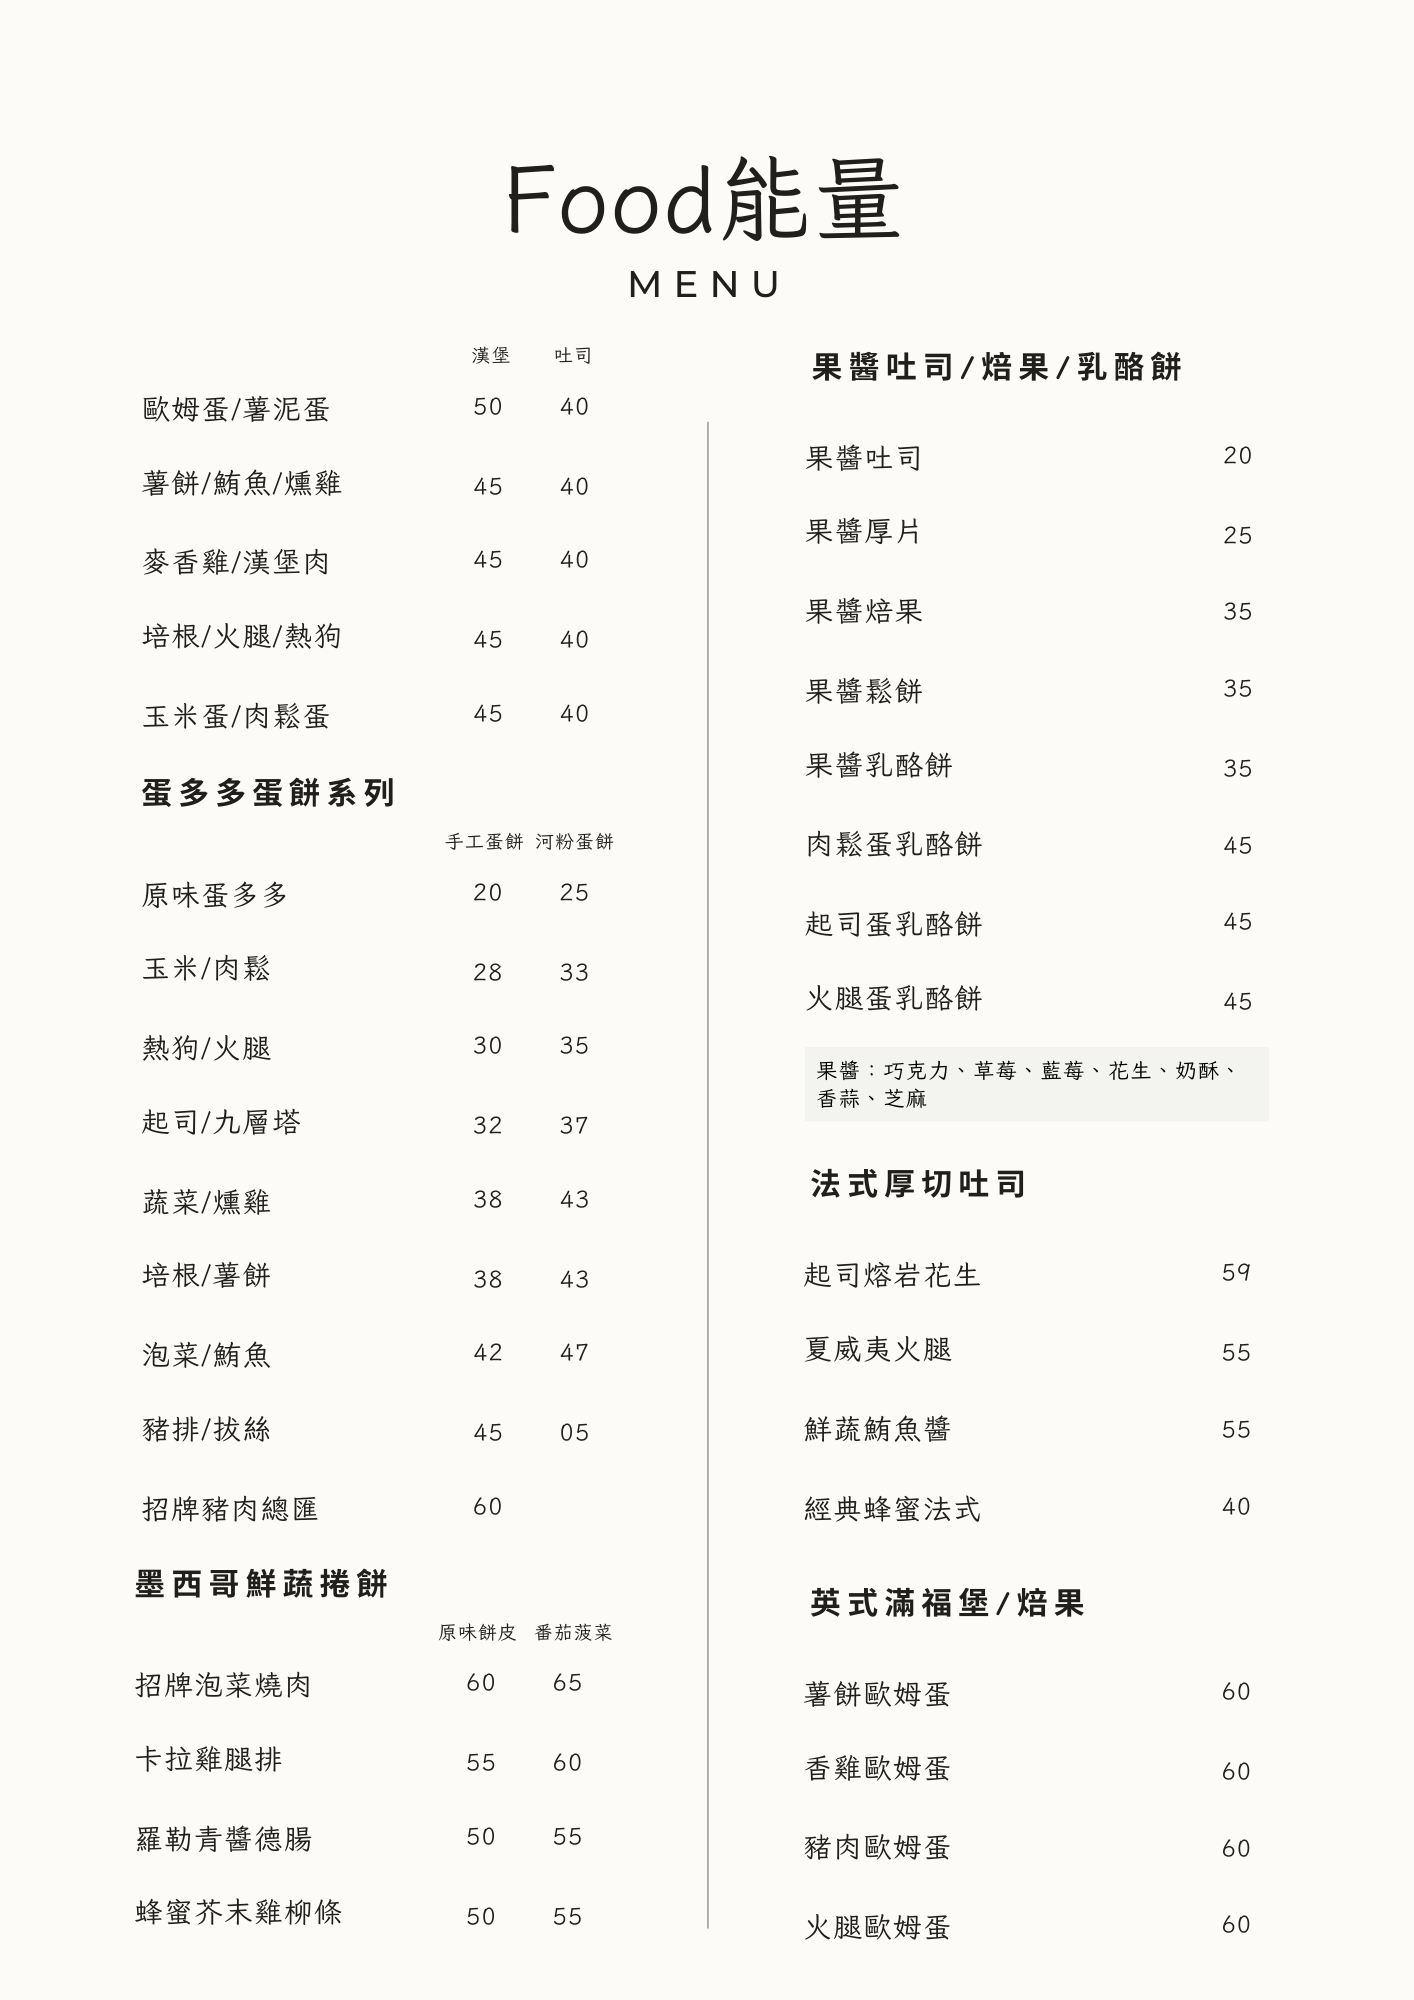 Food能量
MENU
漢堡 吐司
歐姆蛋/薯泥蛋 50 40
薯餅/鮪魚/燻雞 45 40
麥香雞/漢堡肉 45 40
培根/火腿/熱狗 45 40
玉米蛋/肉鬆蛋 45 40
蛋多多蛋餅系列
手工蛋餅 河粉蛋餅
原味蛋多多 20 25
玉米/肉鬆 28 33
熱狗/火腿 30 35
起司/九層塔 32 37
蔬菜/燻雞 38 43
培根/薯餅 38 43
泡菜/鮪魚 42 47
豬排/拔絲 45 05
招牌豬肉總匯 60
墨西哥鮮蔬捲餅
原味餅皮 番茄菠菜
招牌泡菜燒肉 60 65
卡拉雞腿排 55 60
羅勒青醬德腸 50 55
蜂蜜芥末雞柳條 50 55
果醬吐司/焙果/乳酪餅
果醬吐司 20
果醬厚片 25
果醬焙果 35
果醬鬆餅 35
果醬乳酪餅 35
肉鬆蛋乳酪餅 45
起司蛋乳酪餅 45
火腿蛋乳酪餅 45
果醬：巧克力、草莓、藍莓、花生、奶酥、
香蒜、芝麻
法式厚切吐司
起司熔岩花生 59
夏威夷火腿 55
鮮蔬鮪魚醬 55
經典蜂蜜法式 40
英式滿福堡/焙果
薯餅歐姆蛋 60
香雞歐姆蛋 60
豬肉歐姆蛋 60
火腿歐姆蛋 60